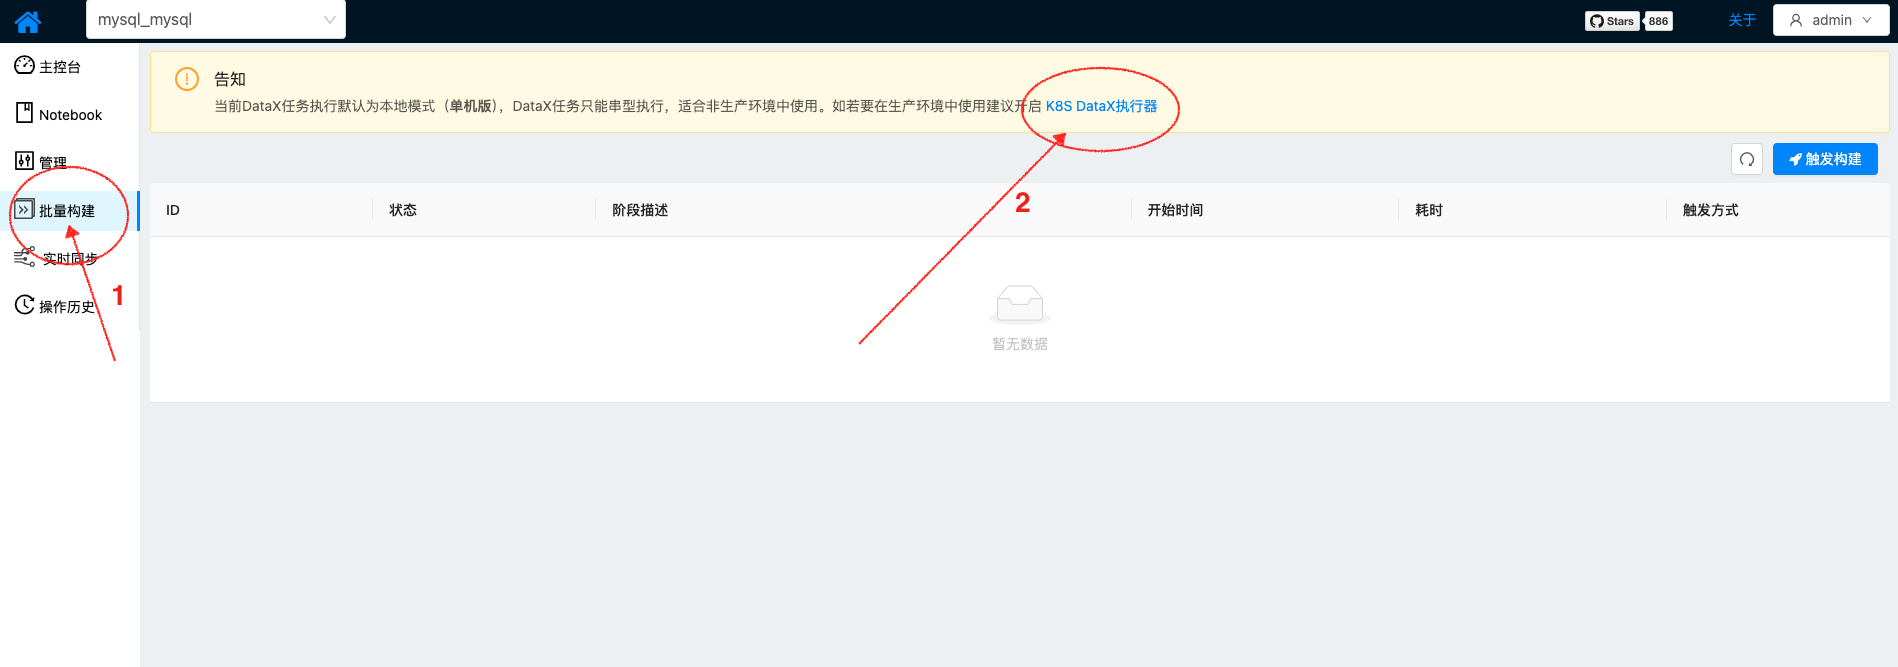 mysql_mysql
Stars 886
关于
admin
主控台
Notebook
管理
批量构建
实时同步
操作历史
1
告知
当前DataX任务执行默认为本地模式（单机版），DataX任务只能串型执行，适合非生产环境中使用。如若要在生产环境中使用建议开启 K8S DataX执行器
触发构建
2
ID 状态 阶段描述 开始时间 耗时 触发方式
暂无数据